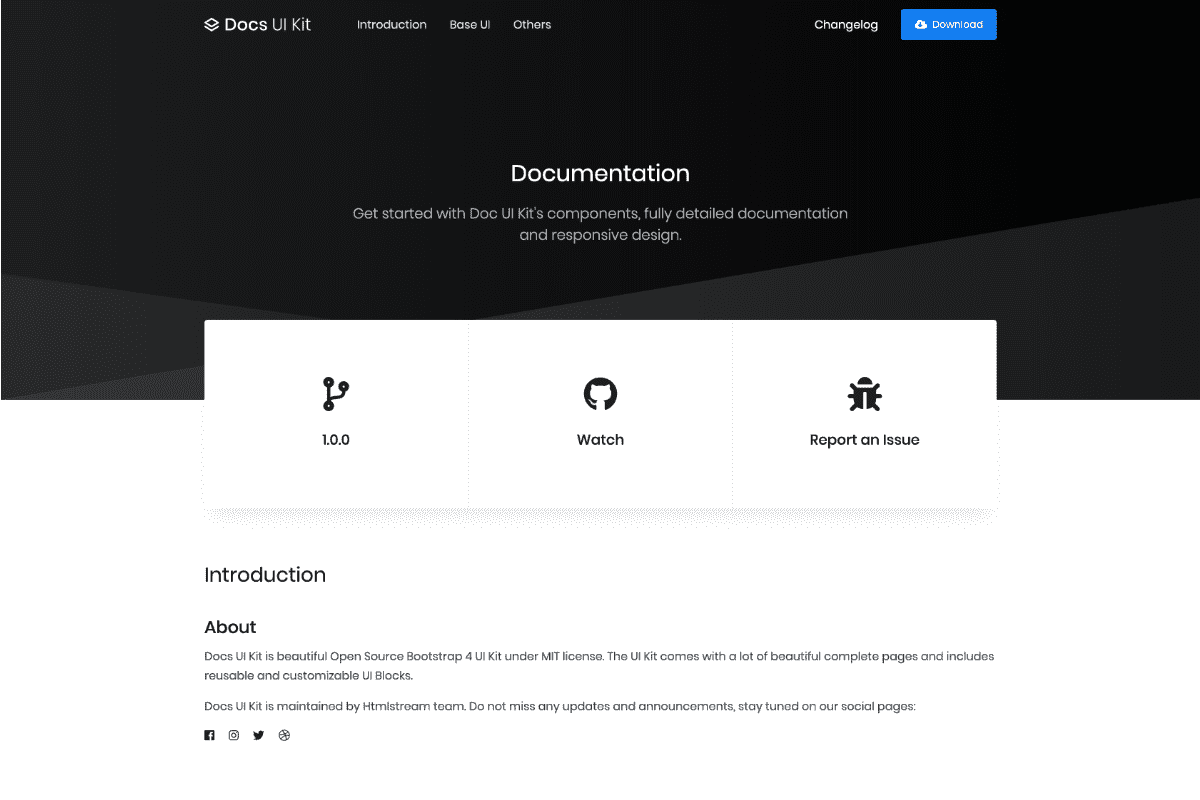 Docs UI Kit Introduction Base UI Others Changelog Download
Documentation
Get started with Doc UI Kit's components, fully detailed documentation
and responsive design.
1.0.0 Watch Report an Issue
Introduction
About
Docs UI Kit is beautiful Open Source Bootstrap 4 UI Kit under MIT license. The UI Kit comes with a lot of beautiful complete pages and includes
reusable and customizable UI Blocks.
Docs UI Kit is maintained by Htmlstream team. Do not miss any updates and announcements, stay tuned on our social pages: